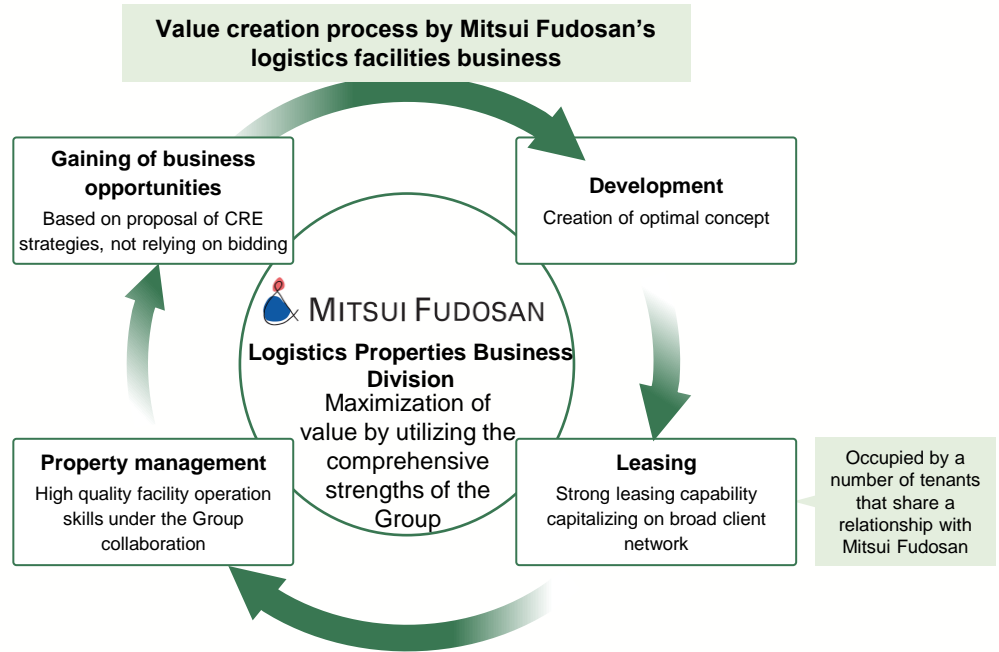 Value creation process by Mitsui Fudosan’s
logistics facilities business
Gaining of business
opportunities
Based on proposal of CRE
strategies, not relying on bidding
Development
Creation of optimal concept
MITSUI FUDOSAN
Logistics Properties Business
Division
Maximization of
value by utilizing the
comprehensive
strengths of the
Group
Property management
High quality facility operation
skills under the Group
collaboration
Leasing
Strong leasing capability
capitalizing on broad client
network
Occupied by a
number of tenants
that share a
relationship with
Mitsui Fudosan